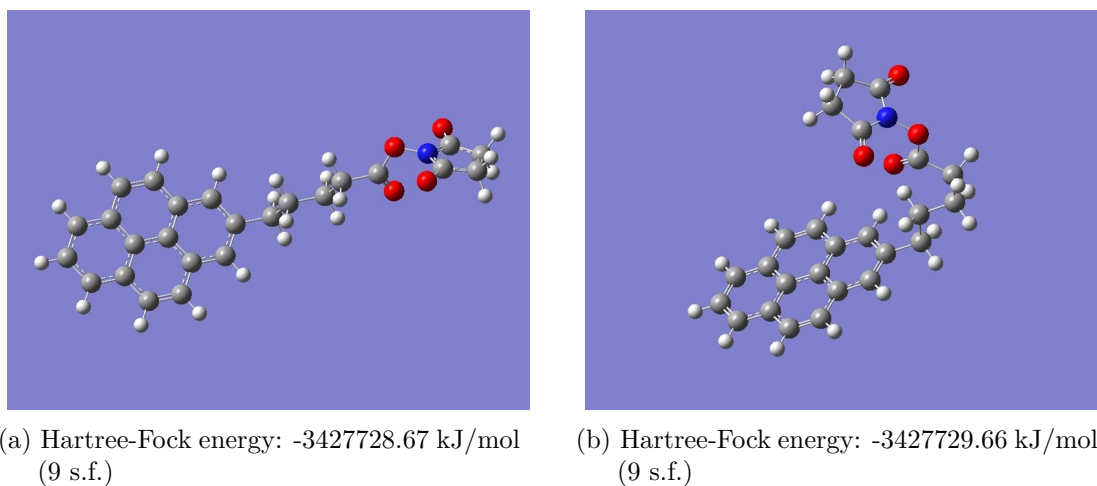 (a) Hartree-Fock energy: -3427728.67 kJ/mol
(9 s.f.)
(b) Hartree-Fock energy: -3427729.66 kJ/mol
(9 s.f.)